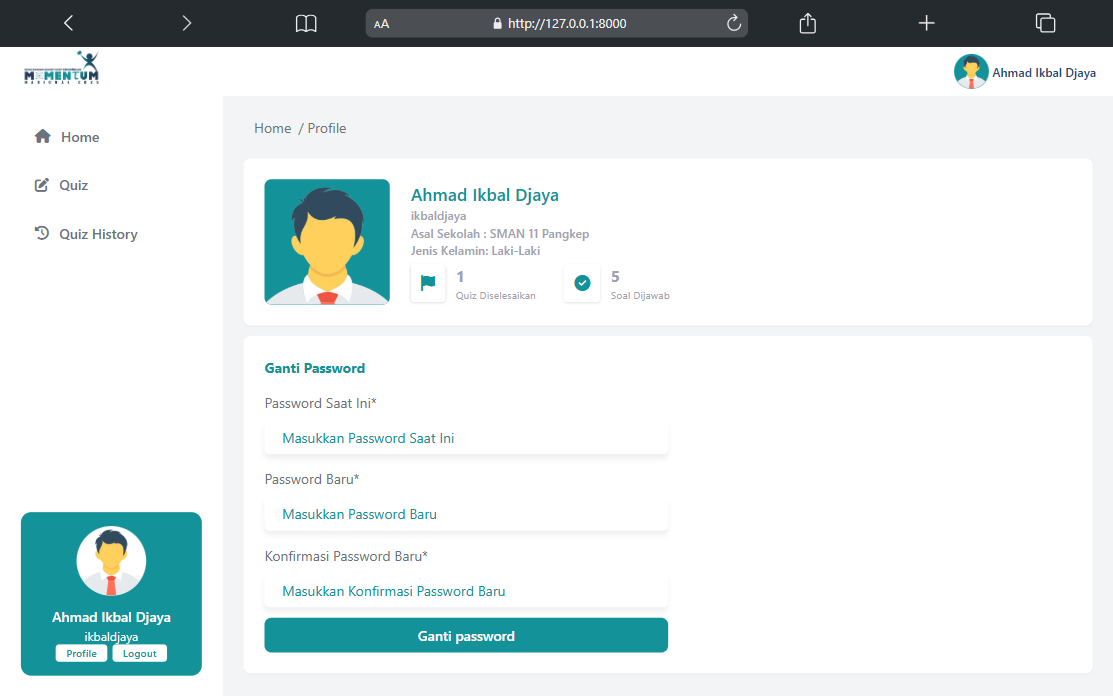 AA
http://127.0.0.1:8000
MOMENTUM
NASIONAL 2023
Ahmad Ikbal Djaya
Home
Quiz
Quiz History
Home / Profile
Ahmad Ikbal Djaya
ikbaldjaya
Asal Sekolah : SMAN 11 Pangkep
Jenis Kelamin: Laki-Laki
1
Quiz Diselesaikan
5
Soal Dijawab
Ganti Password
Password Saat Ini*
Masukkan Password Saat Ini
Password Baru*
Masukkan Password Baru
Konfirmasi Password Baru*
Masukkan Konfirmasi Password Baru
Ganti password
Ahmad Ikbal Djaya
ikbaldjaya
Profile
Logout